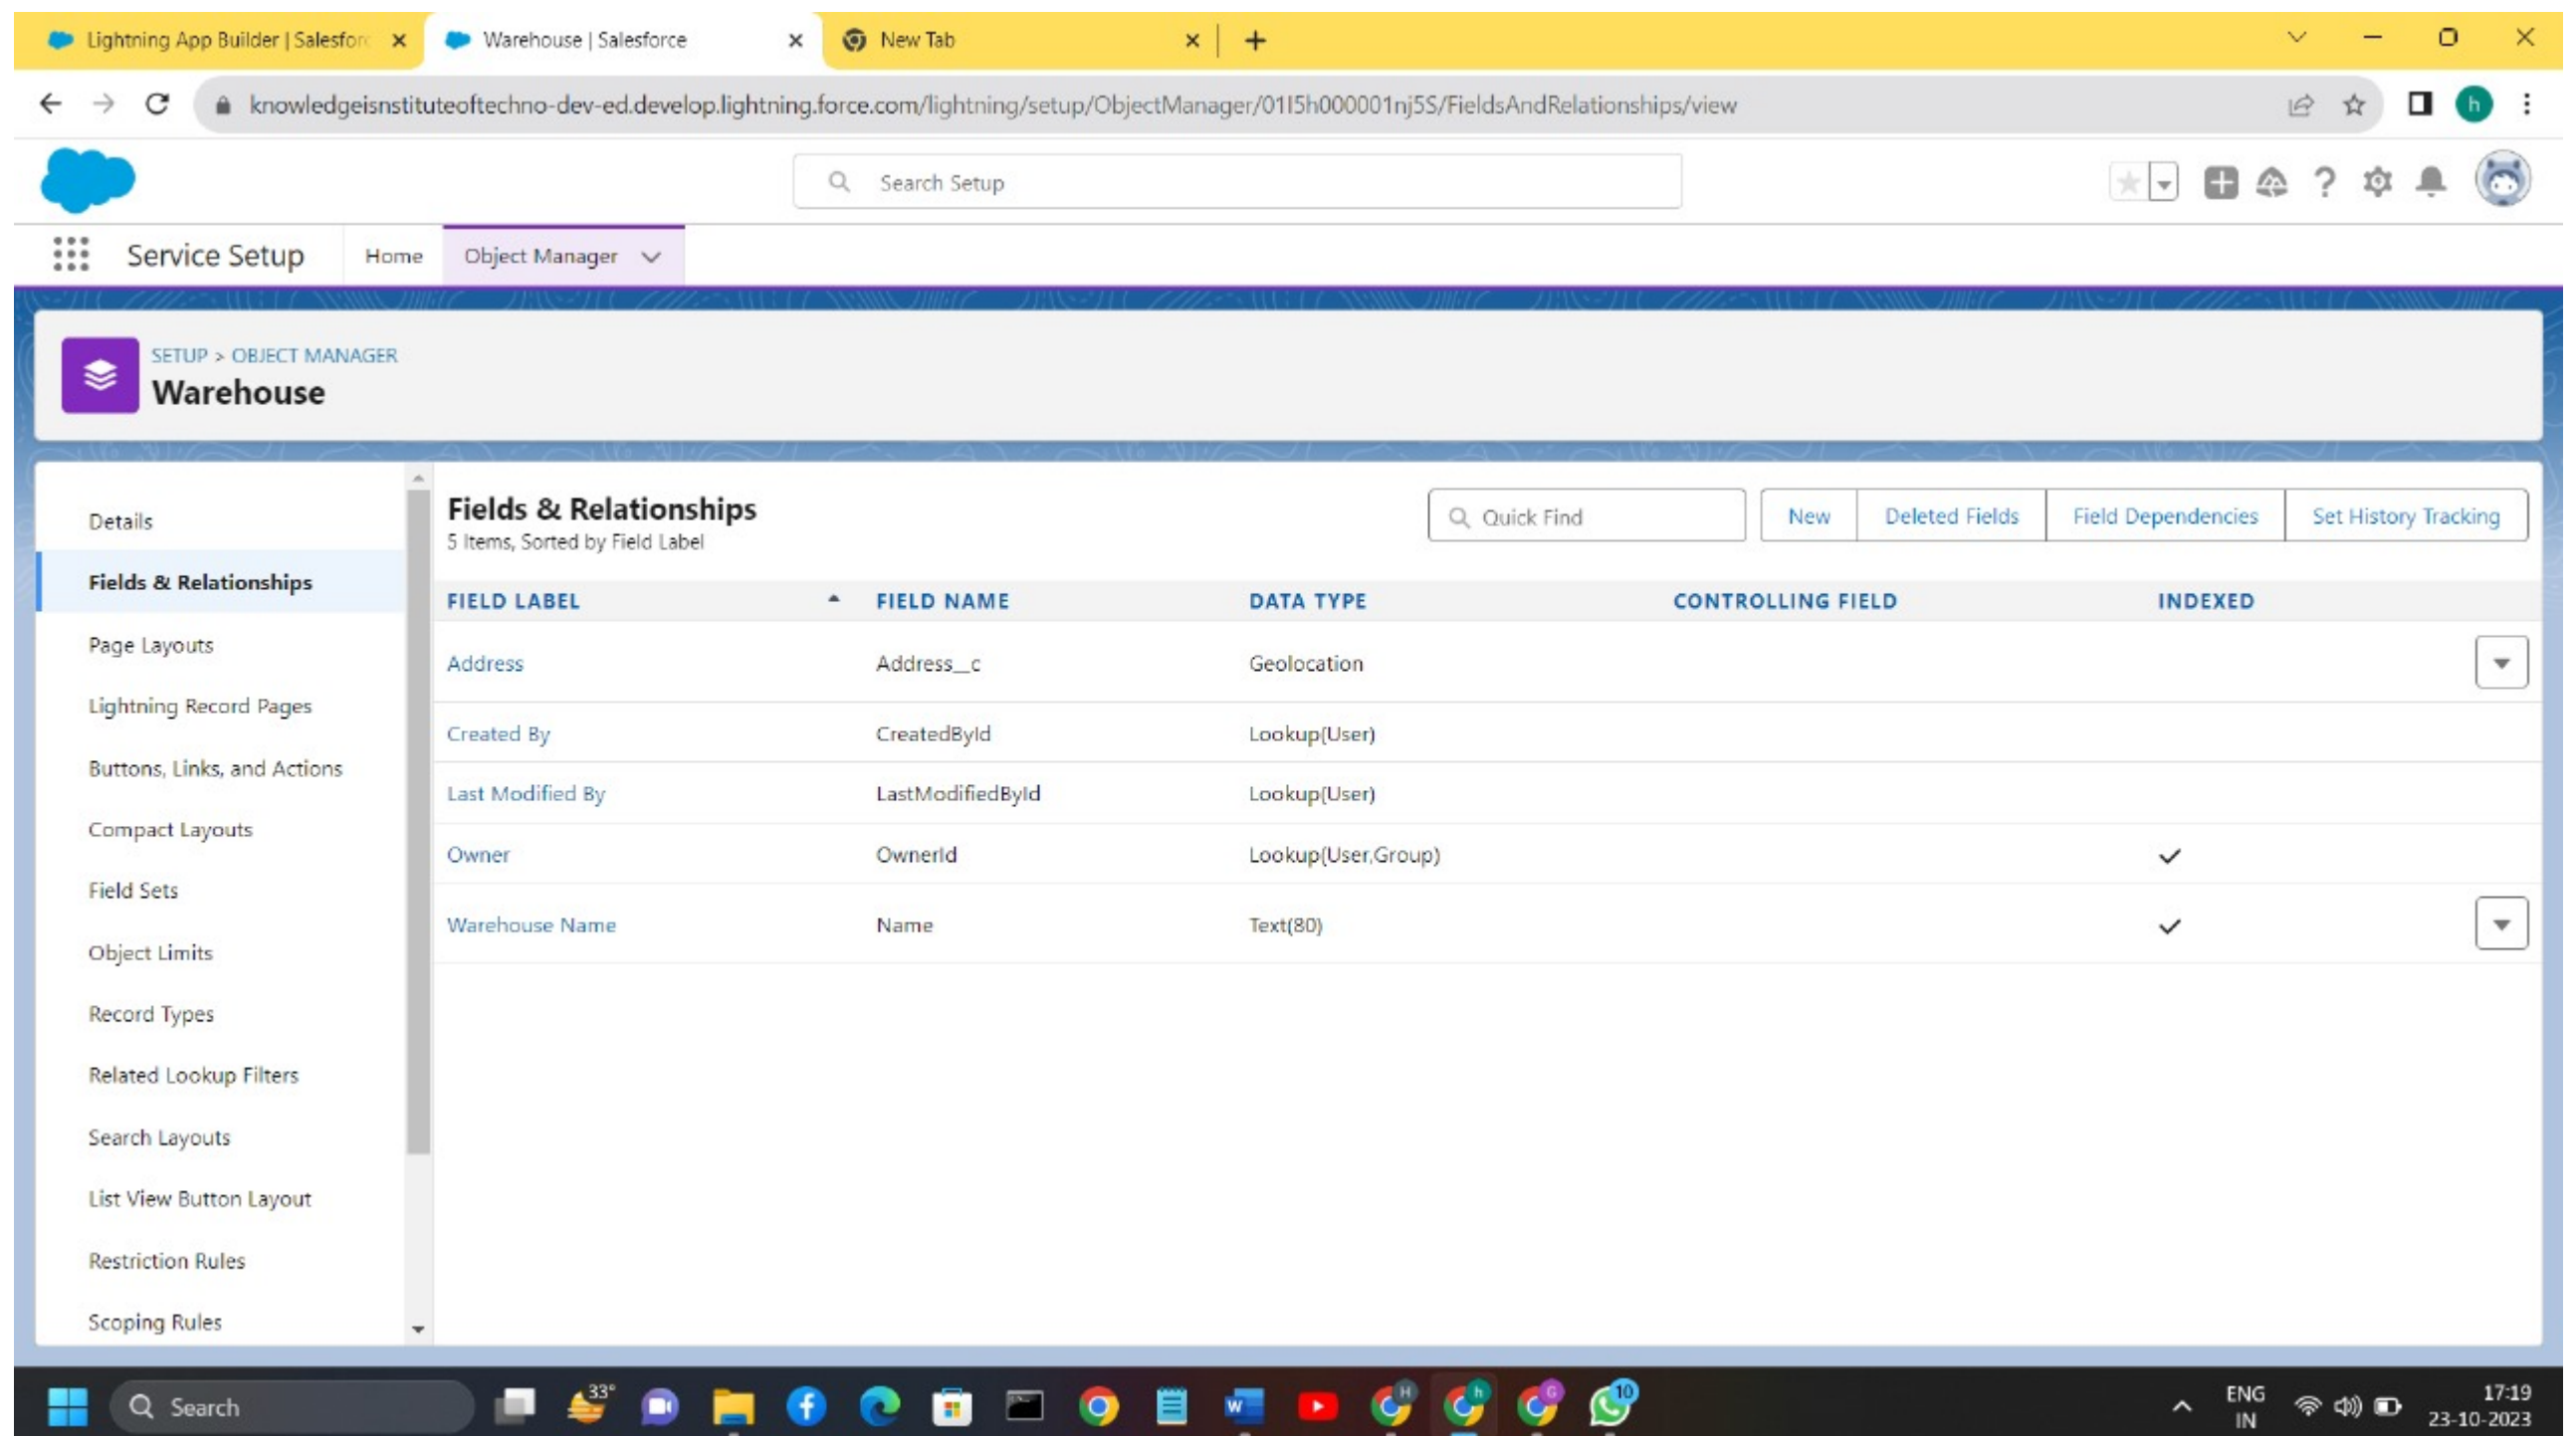 Lightning App Builder | Salesforc
Warehouse | Salesforce
New Tab
knowledgeisnstituteoftechno-dev-ed.develop.lightning.force.com/lightning/setup/ObjectManager/01I5h000001nj5S/FieldsAndRelationships/view
h
Search Setup
Service Setup
Home
Object Manager
SETUP > OBJECT MANAGER
Warehouse
Details
Fields & Relationships
Page Layouts
Lightning Record Pages
Buttons, Links, and Actions
Compact Layouts
Field Sets
Object Limits
Record Types
Related Lookup Filters
Search Layouts
List View Button Layout
Restriction Rules
Scoping Rules
Fields & Relationships
5 Items, Sorted by Field Label
Quick Find
New
Deleted Fields
Field Dependencies
Set History Tracking
FIELD LABEL FIELD NAME DATA TYPE CONTROLLING FIELD INDEXED
Address Address__c Geolocation
Created By CreatedById Lookup(User)
Last Modified By LastModifiedById Lookup(User)
Owner OwnerId Lookup(User,Group)
Warehouse Name Name Text(80)
Search
33°
W
H
h
G
10
ENG
IN
17:19
23-10-2023